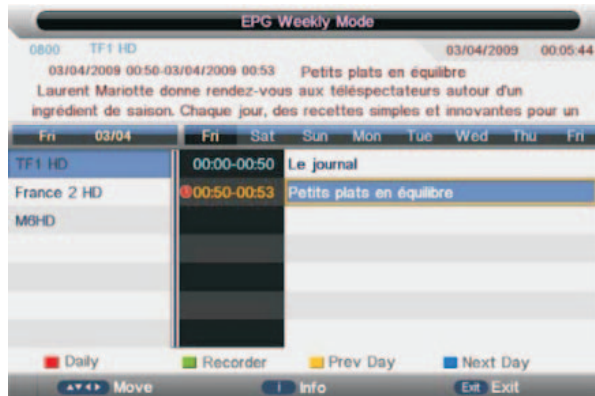 EPG Weekly Mode
0800 TF1 HD 03/04/2009 00:05:44
03/04/2009 00:50-03/04/2009 00:53 Petits plats en équilibre
Laurent Mariotte donne rendez-vous aux téléspectateurs autour d'un
ingrédient de saison. Chaque jour, des recettes simples et innovantes pour un
Fri 03/04 Fri Sat Sun Mon Tue Wed Thu Fri
TF1 HD 00:00-00:50 Le journal
France 2 HD 00:50-00:53 Petits plats en équilibre
M6HD
Daily Recorder Prev Day Next Day
Move i Info Exit Exit